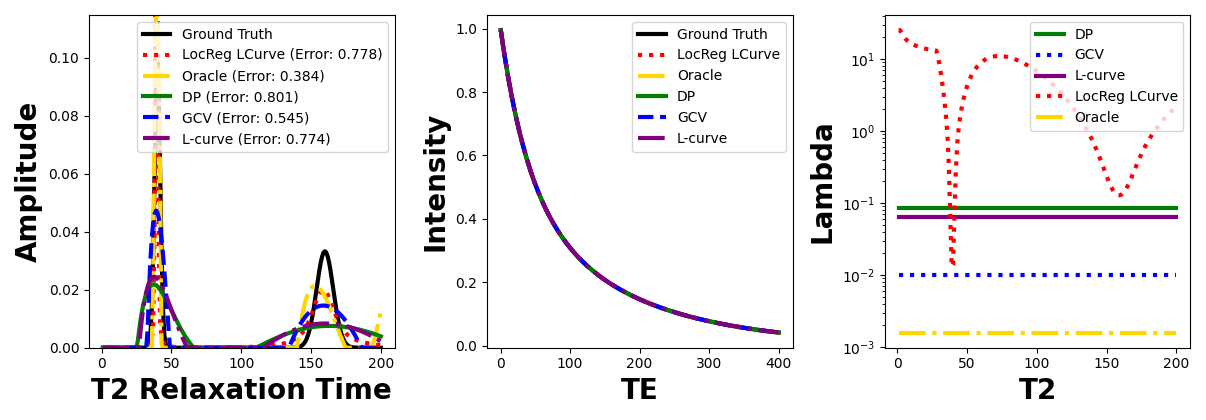 Amplitude
0.10
0.08
0.06
0.04
0.02
0.00
0
50
100
150
200
T2 Relaxation Time
Ground Truth
LocReg LCurve (Error: 0.778)
Oracle (Error: 0.384)
DP (Error: 0.801)
GCV (Error: 0.545)
L-curve (Error: 0.774)
Intensity
1.0
0.8
0.6
0.4
0.2
0.0
0
100
200
300
400
TE
Ground Truth
LocReg LCurve
Oracle
DP
GCV
L-curve
Lambda
10¹
10⁰
10⁻¹
10⁻²
10⁻³
0
50
100
150
200
T2
DP
GCV
L-curve
LocReg LCurve
Oracle